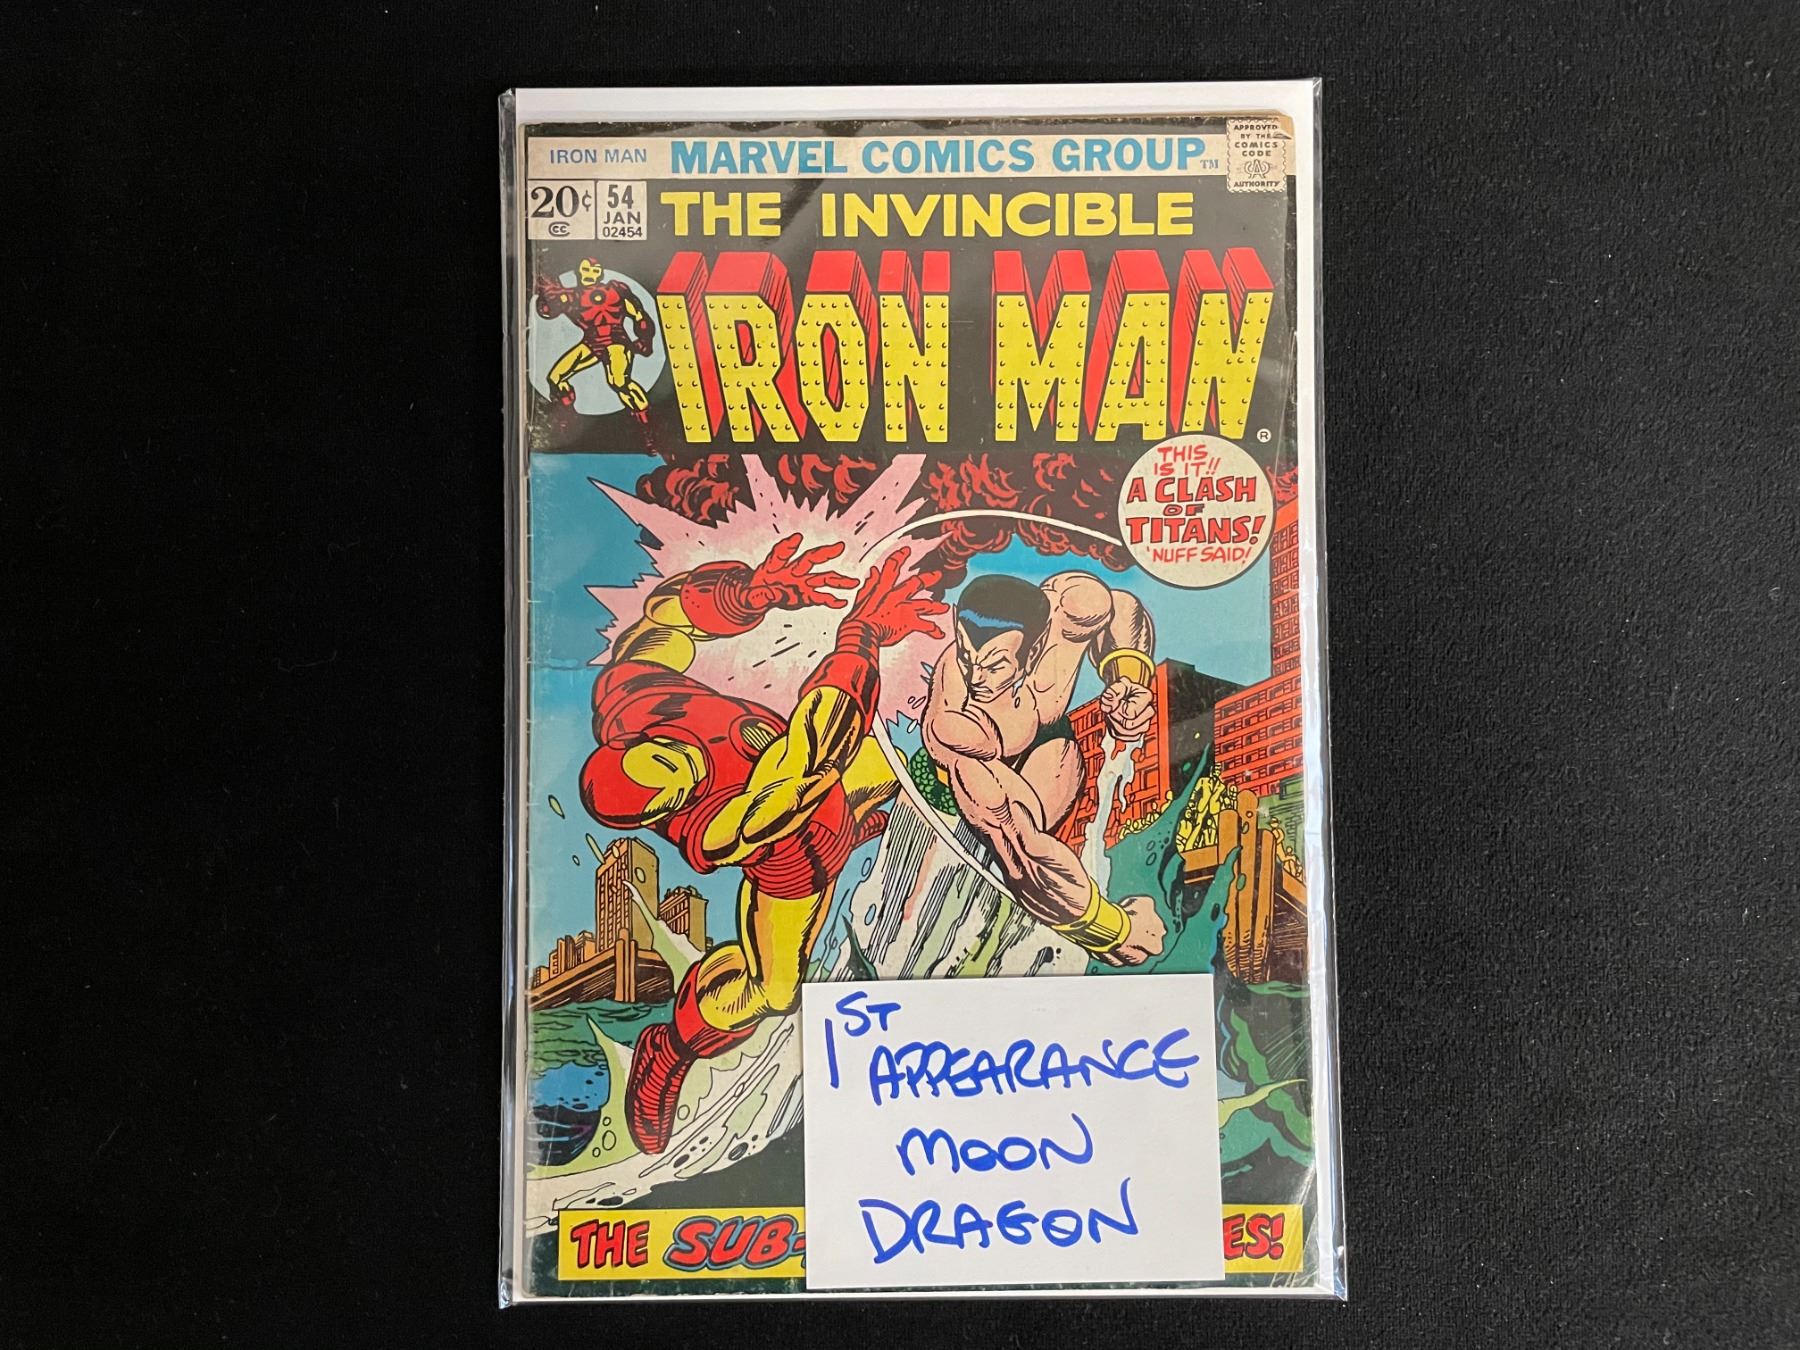 IRON MAN MARVEL COMICS GROUP TM
APPROVED
BY THE
COMICS
CODE
AUTHORITY
20¢
CC
54
JAN
02454
THE INVINCIBLE
IRON MAN ®
THIS
IS IT!!
A CLASH
OF
TITANS!
'NUFF SAID!
1ST
APPEARANCE
MOON
DRAGON
THE SUB- ES!